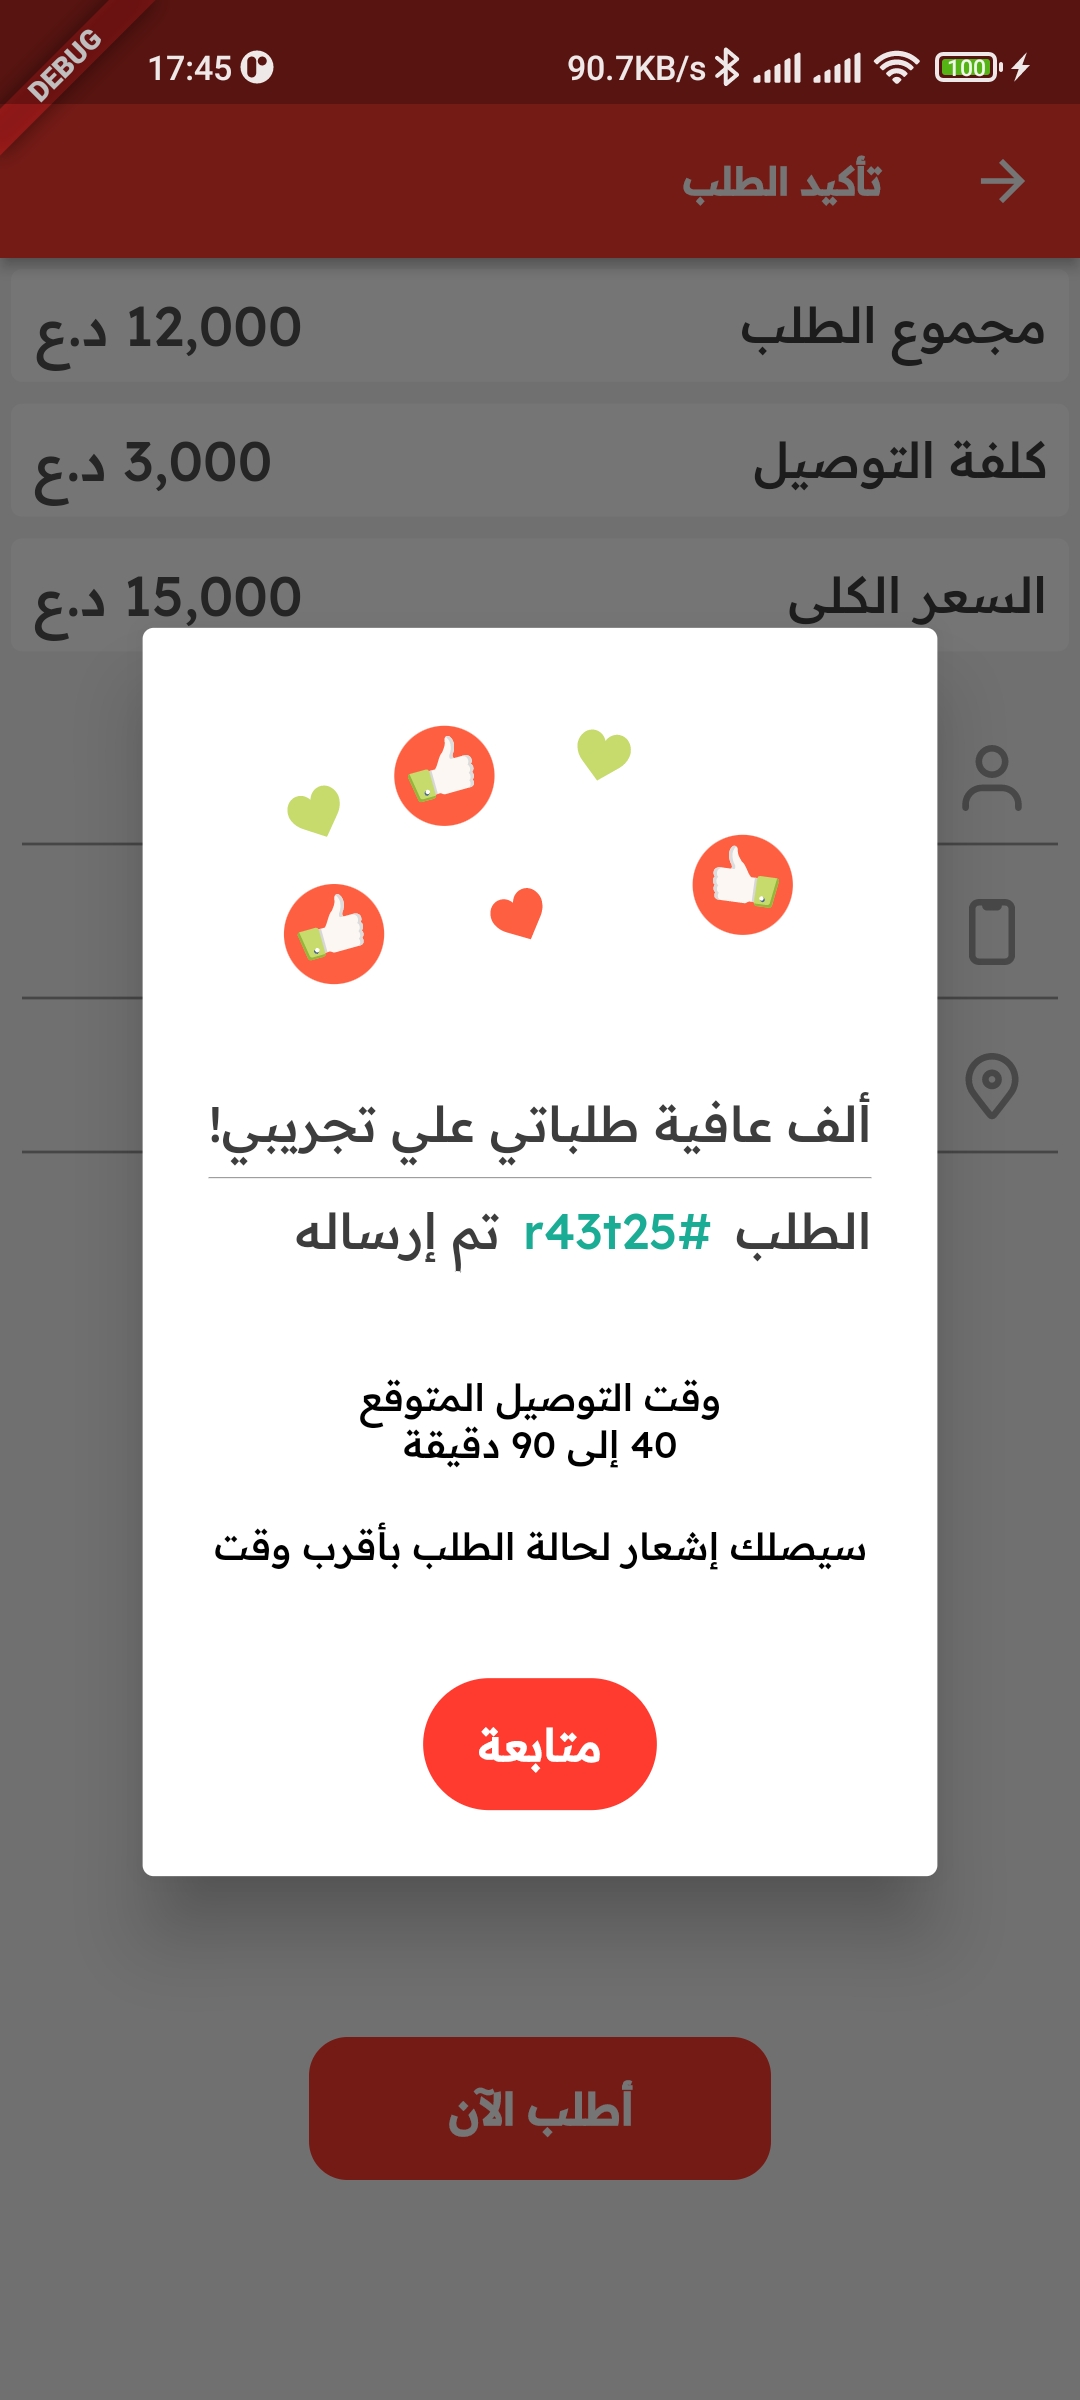 DEBUG
17:45 90.7KB/s 100
تأكيد الطلب
مجموع الطلب 12,000 د.ع
كلفة التوصيل 3,000 د.ع
السعر الكلي 15,000 د.ع
ألف عافية طلباتي علي تجريبي!
الطلب #r43t25 تم إرساله
وقت التوصيل المتوقع
40 إلى 90 دقيقة
سيصلك إشعار لحالة الطلب بأقرب وقت
متابعة
أطلب الآن